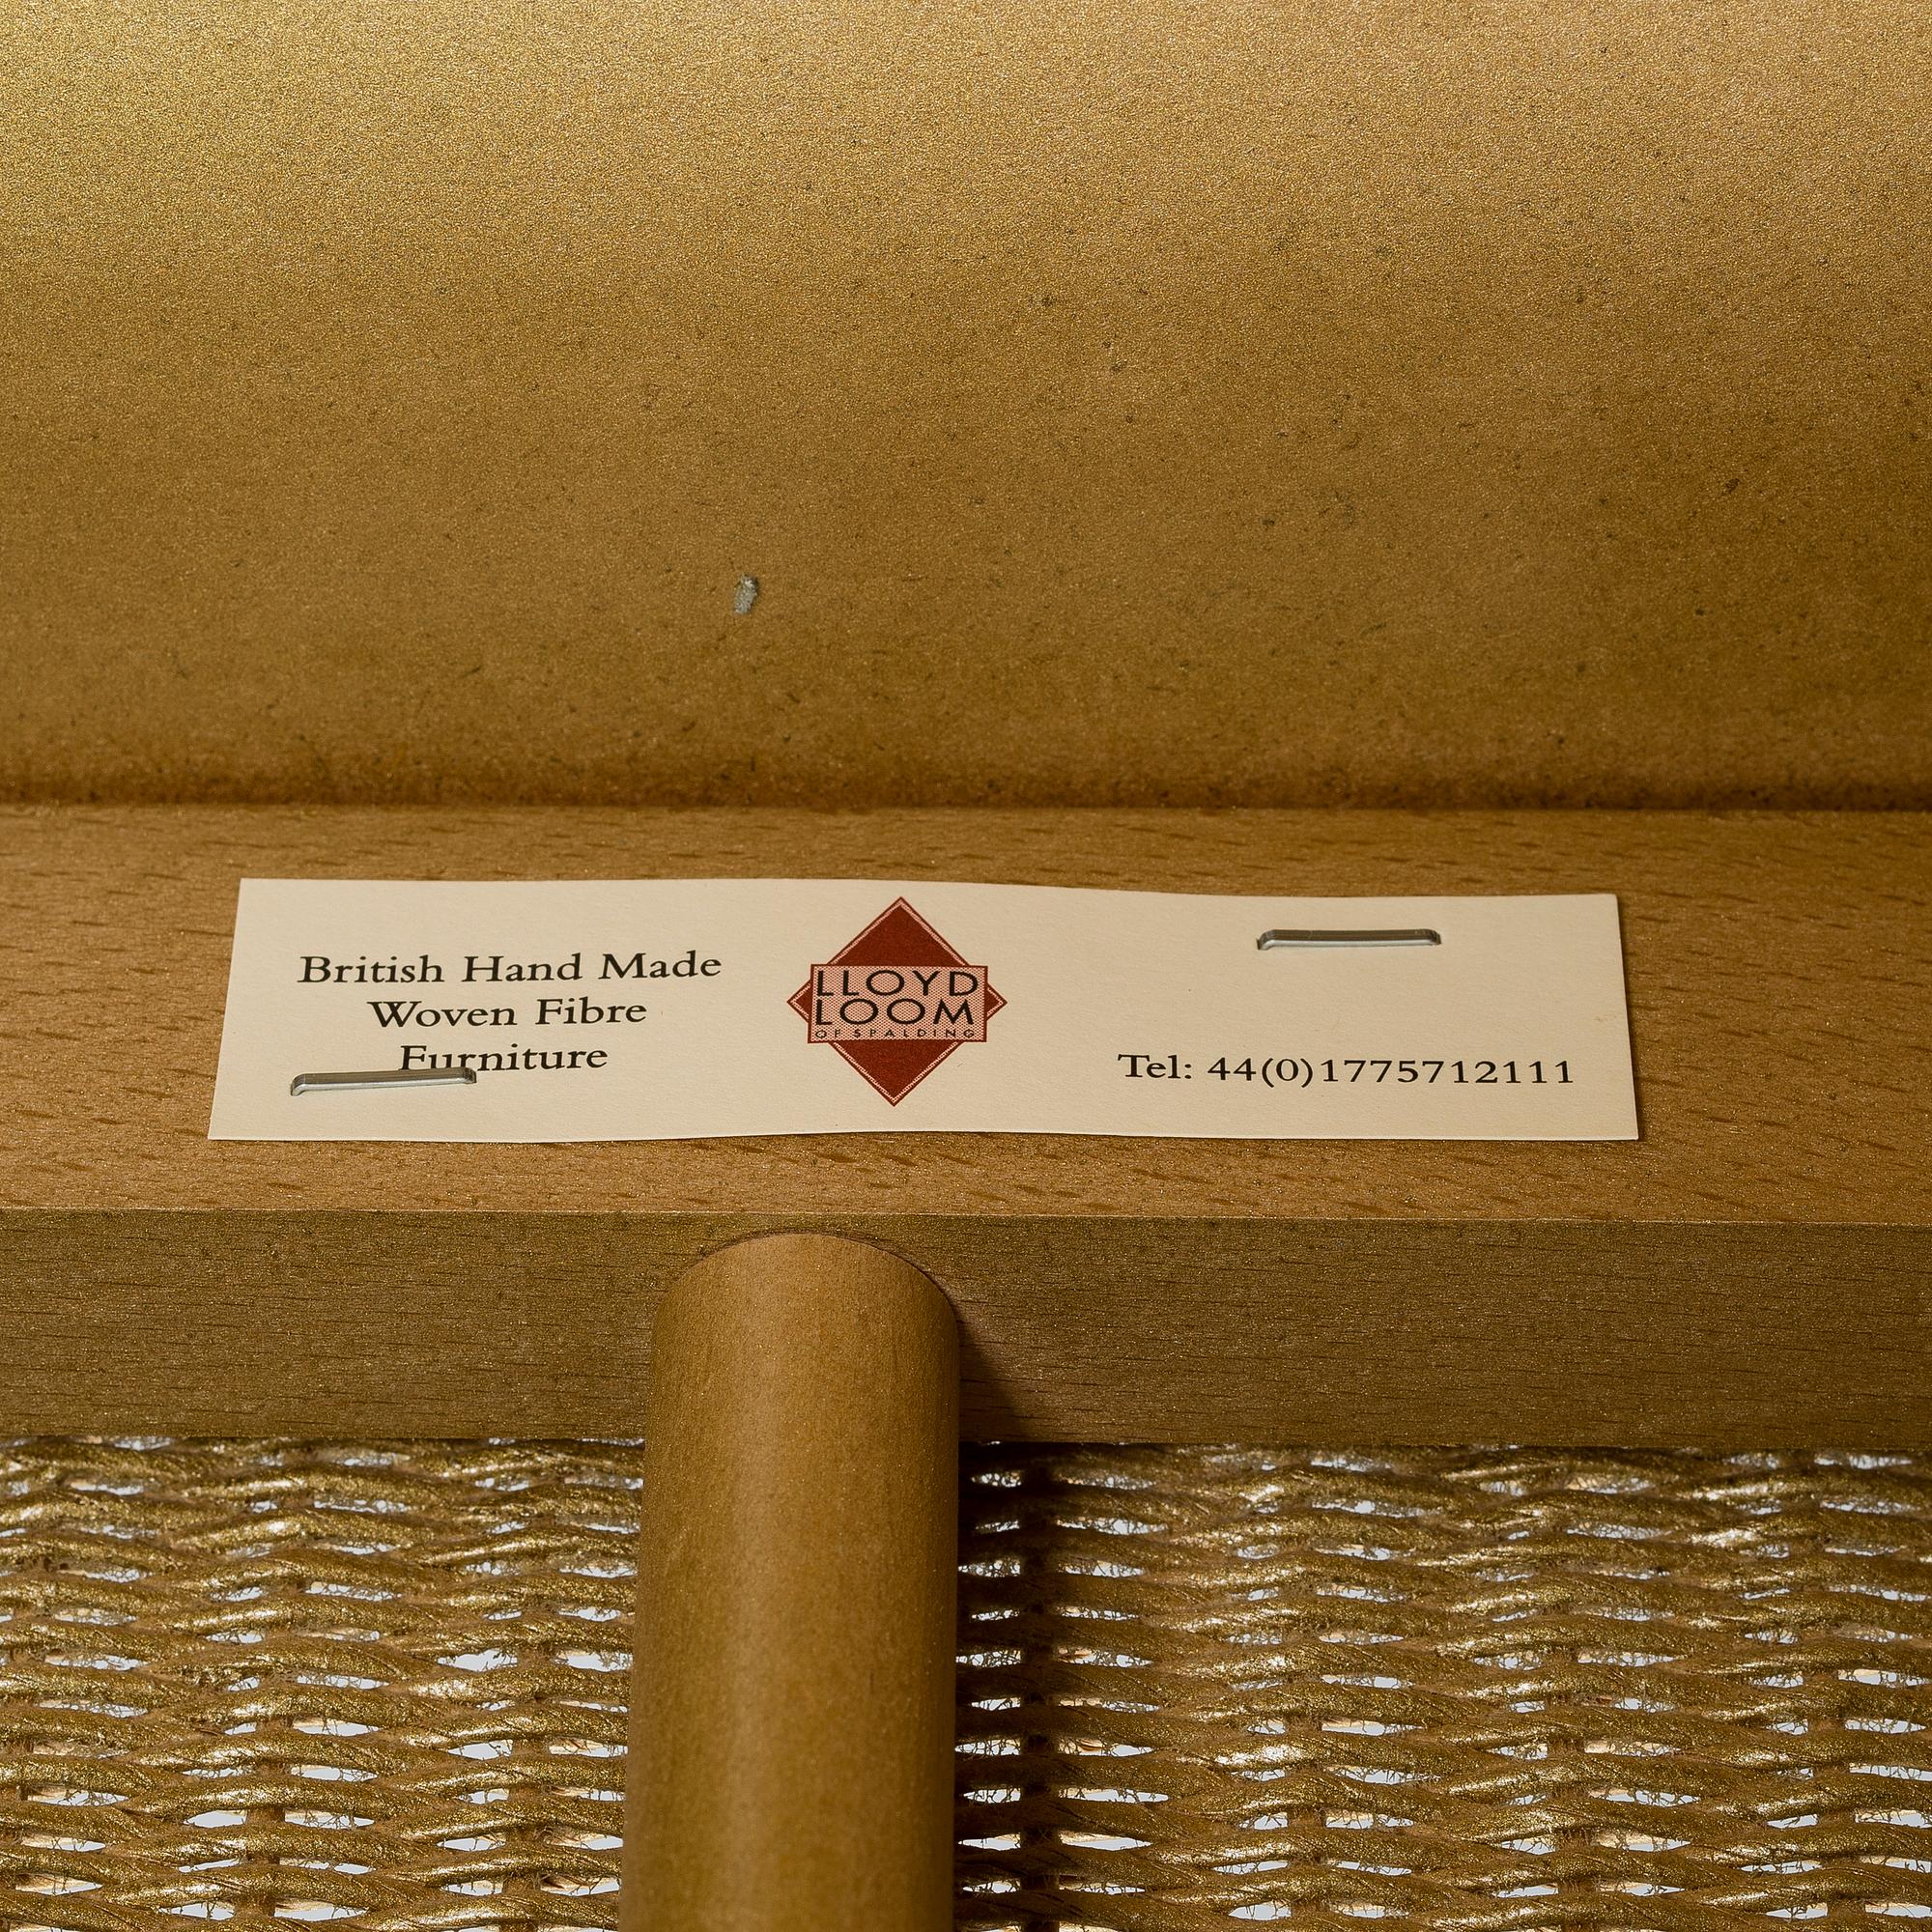 British Hand Made
Woven Fibre
Furniture
LLOYD
LOOM
OF SPALDING
Tel: 44(0)1775712111